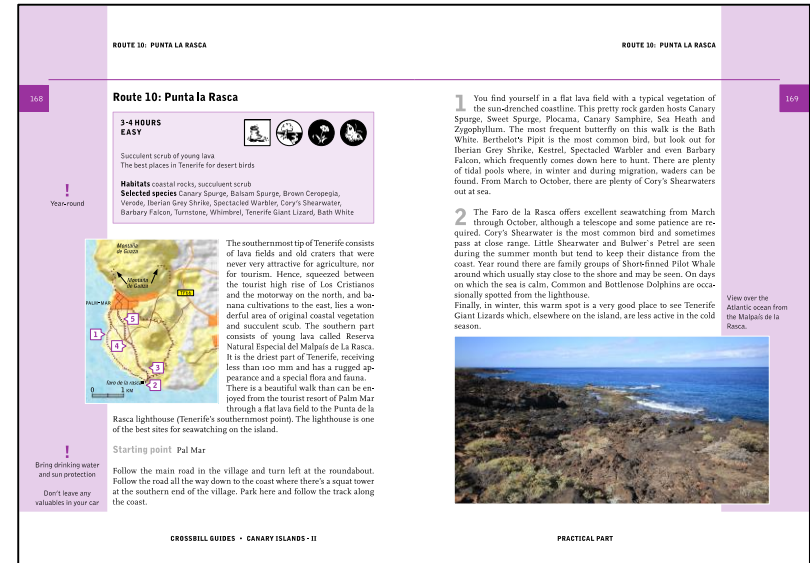 ROUTE 10: PUNTA LA RASCA
168
Route 10: Punta la Rasca
3-4 HOURS
EASY
Succulent scrub of young lava
The best places in Tenerife for desert birds
Habitats coastal rocks, succulent scrub
Selected species Canary Spurge, Balsam Spurge, Brown Ceropegia,
Verode, Iberian Grey Shrike, Spectacled Warbler, Cory's Shearwater,
Barbary Falcon, Turnstone, Whimbrel, Tenerife Giant Lizard, Bath White
!
Year-round
Montaña
de Guaza
Montaña
de Guaza
TF66
PALM-MAR
5
1
4
3
2
faro de la rasca
0 1 KM
The southernmost tip of Tenerife consists
of lava fields and old craters that were
never very attractive for agriculture, nor
for tourism. Hence, squeezed between
the tourist high rise of Los Cristianos
and the motorway on the north, and ba-
nana cultivations to the east, lies a won-
derful area of original coastal vegetation
and succulent scub. The southern part
consists of young lava called Reserva
Natural Especial del Malpaís de La Rasca.
It is the driest part of Tenerife, receiving
less than 100 mm and has a rugged ap-
pearance and a special flora and fauna.
There is a beautiful walk than can be en-
joyed from the tourist resort of Palm Mar
through a flat lava field to the Punta de la
Rasca lighthouse (Tenerife's southernmost point). The lighthouse is one
of the best sites for seawatching on the island.
Starting point Pal Mar
!
Bring drinking water
and sun protection
Don't leave any
valuables in your car
Follow the main road in the village and turn left at the roundabout.
Follow the road all the way down to the coast where there's a squat tower
at the southern end of the village. Park here and follow the track along
the coast.
CROSSBILL GUIDES • CANARY ISLANDS - II
ROUTE 10: PUNTA LA RASCA
169
1 You find yourself in a flat lava field with a typical vegetation of
the sun-drenched coastline. This pretty rock garden hosts Canary
Spurge, Sweet Spurge, Plocama, Canary Samphire, Sea Heath and
Zygophyllum. The most frequent butterfly on this walk is the Bath
White. Berthelot's Pipit is the most common bird, but look out for
Iberian Grey Shrike, Kestrel, Spectacled Warbler and even Barbary
Falcon, which frequently comes down here to hunt. There are plenty
of tidal pools where, in winter and during migration, waders can be
found. From March to October, there are plenty of Cory's Shearwaters
out at sea.
2 The Faro de la Rasca offers excellent seawatching from March
through October, although a telescope and some patience are re-
quired. Cory's Shearwater is the most common bird and sometimes
pass at close range. Little Shearwater and Bulwer`s Petrel are seen
during the summer month but tend to keep their distance from the
coast. Year round there are family groups of Short-finned Pilot Whale
around which usually stay close to the shore and may be seen. On days
on which the sea is calm, Common and Bottlenose Dolphins are occa-
sionally spotted from the lighthouse.
Finally, in winter, this warm spot is a very good place to see Tenerife
Giant Lizards which, elsewhere on the island, are less active in the cold
season.
View over the
Atlantic ocean from
the Malpaís de la
Rasca.
PRACTICAL PART